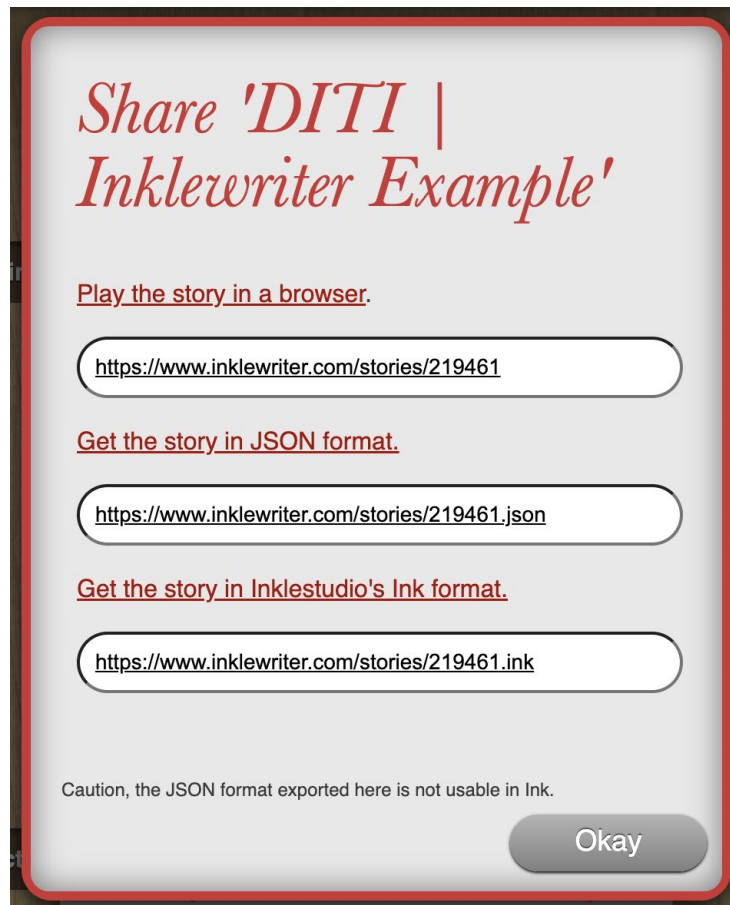 Share 'DITI |
Inklewriter Example'
Play the story in a browser.
https://www.inklewriter.com/stories/219461
Get the story in JSON format.
https://www.inklewriter.com/stories/219461.json
Get the story in Inklestudio's Ink format.
https://www.inklewriter.com/stories/219461.ink
Caution, the JSON format exported here is not usable in Ink.
Okay